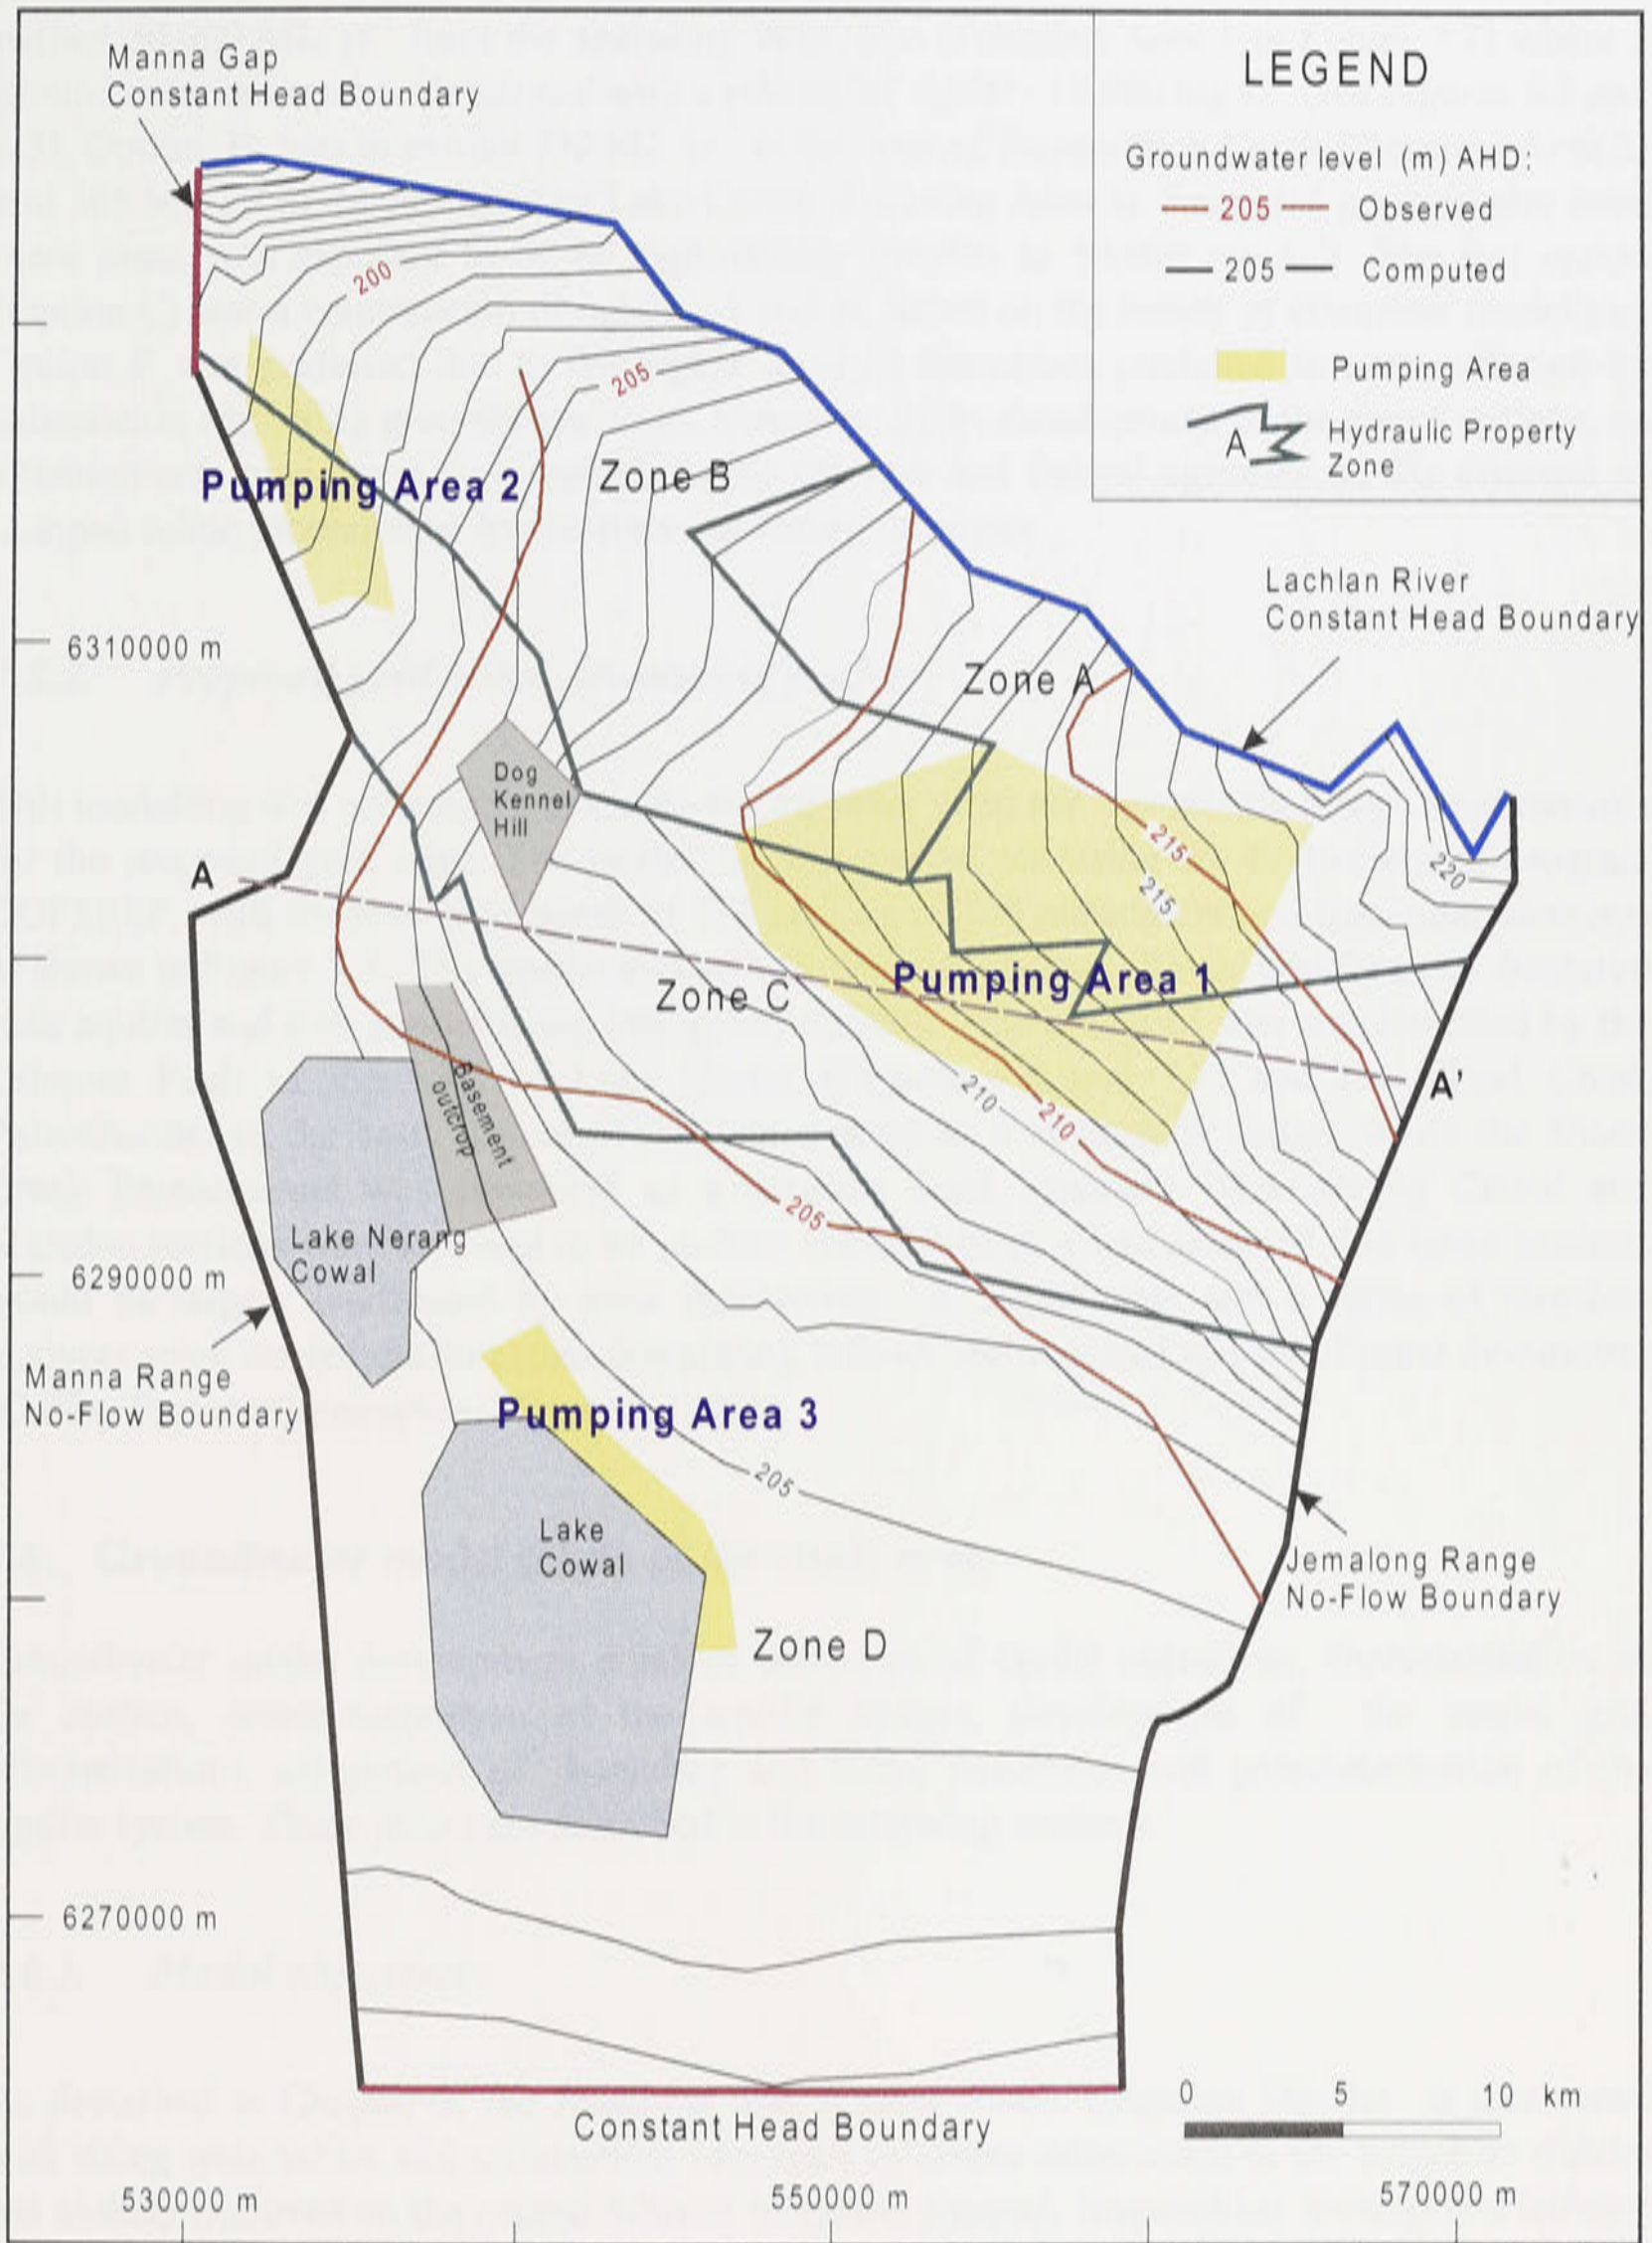 Manna Gap
Constant Head Boundary
LEGEND
Groundwater level (m) AHD:
205 Observed
205 Computed
Pumping Area
A Hydraulic Property
Zone
200
205
Pumping Area 2
Zone B
Lachlan River
Constant Head Boundary
6310000 m
Zone A
Dog
Kennel
Hill
215
220
A
215
Pumping Area 1
Zone C
A'
210
210
Basement
outcrop
205
Lake Nerang
Cowal
6290000 m
Manna Range
No-Flow Boundary
Pumping Area 3
205
Lake
Cowal
Jemalong Range
No-Flow Boundary
Zone D
6270000 m
0 5 10 km
Constant Head Boundary
530000 m 550000 m 570000 m